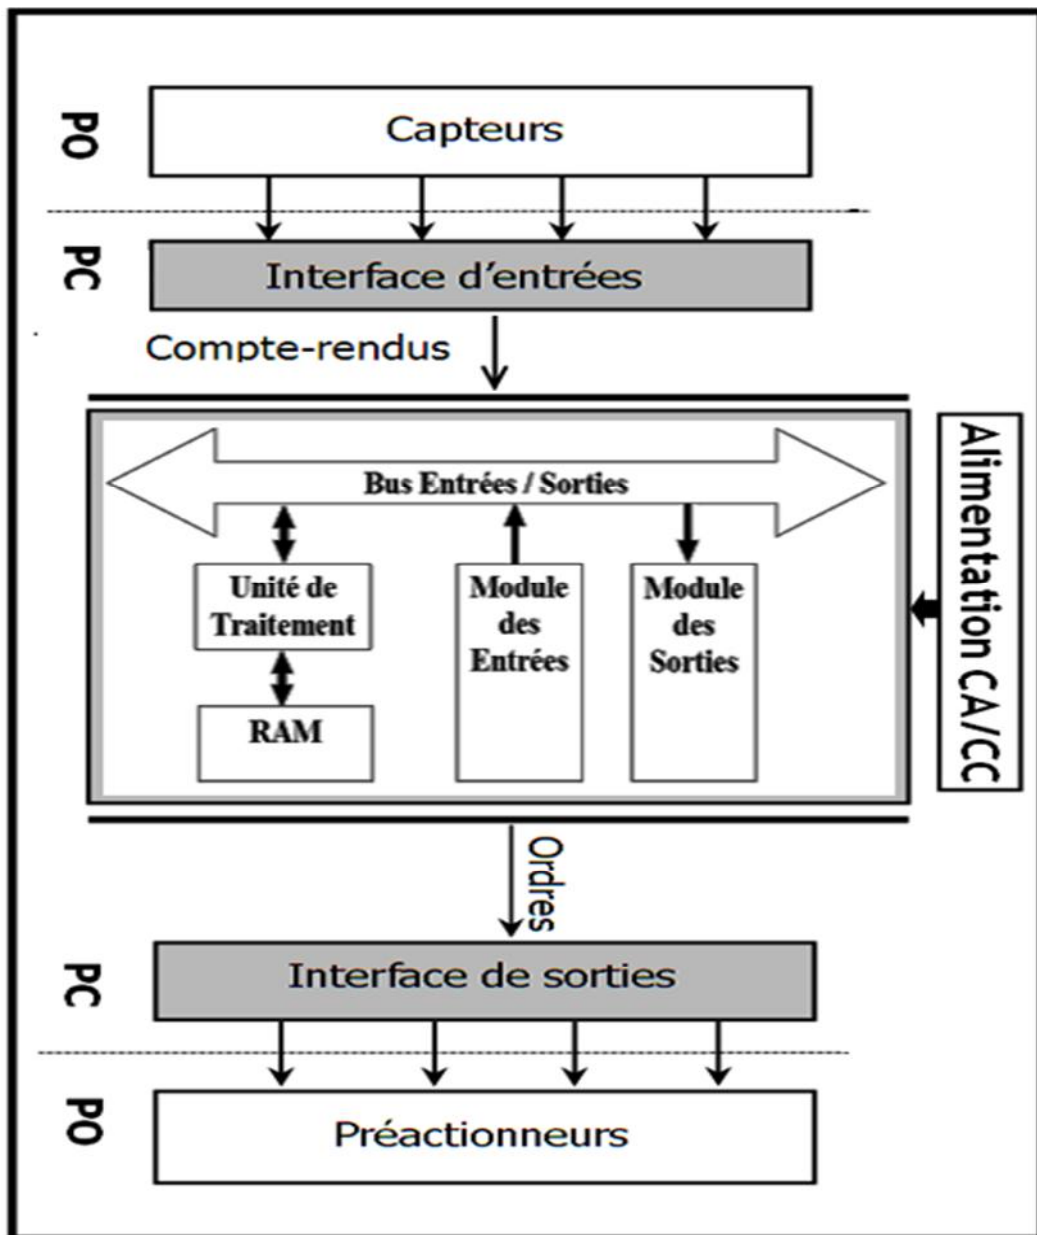 PO
Capteurs
PC
Interface d'entrées
Compte-rendus
Bus Entrées / Sorties
Unité de
Traitement
RAM
Module
des
Entrées
Module
des
Sorties
Alimentation CA/CC
Ordres
PC
Interface de sorties
PO
Préactionneurs